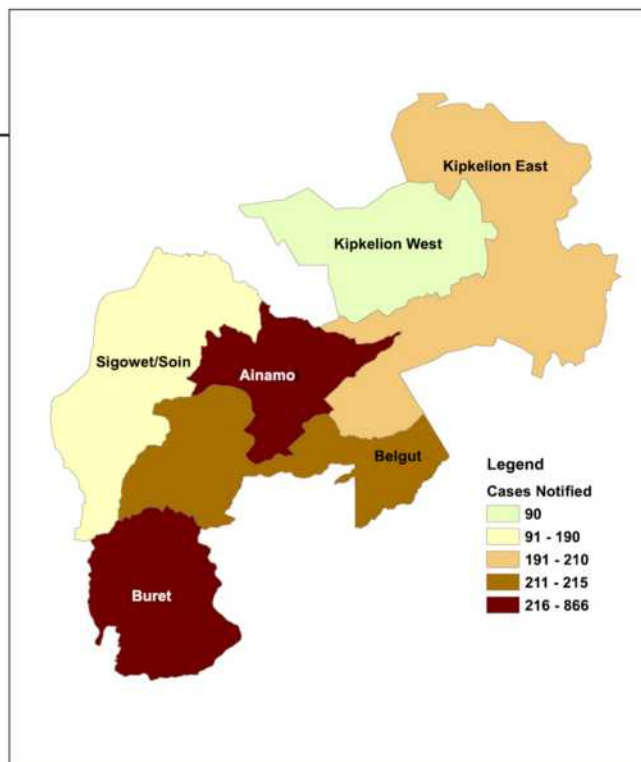 Kipkelion East
Kipkelion West
Sigowet/Soin
Ainamo
Belgut
Buret
Legend
Cases Notified
90
91 - 190
191 - 210
211 - 215
216 - 866